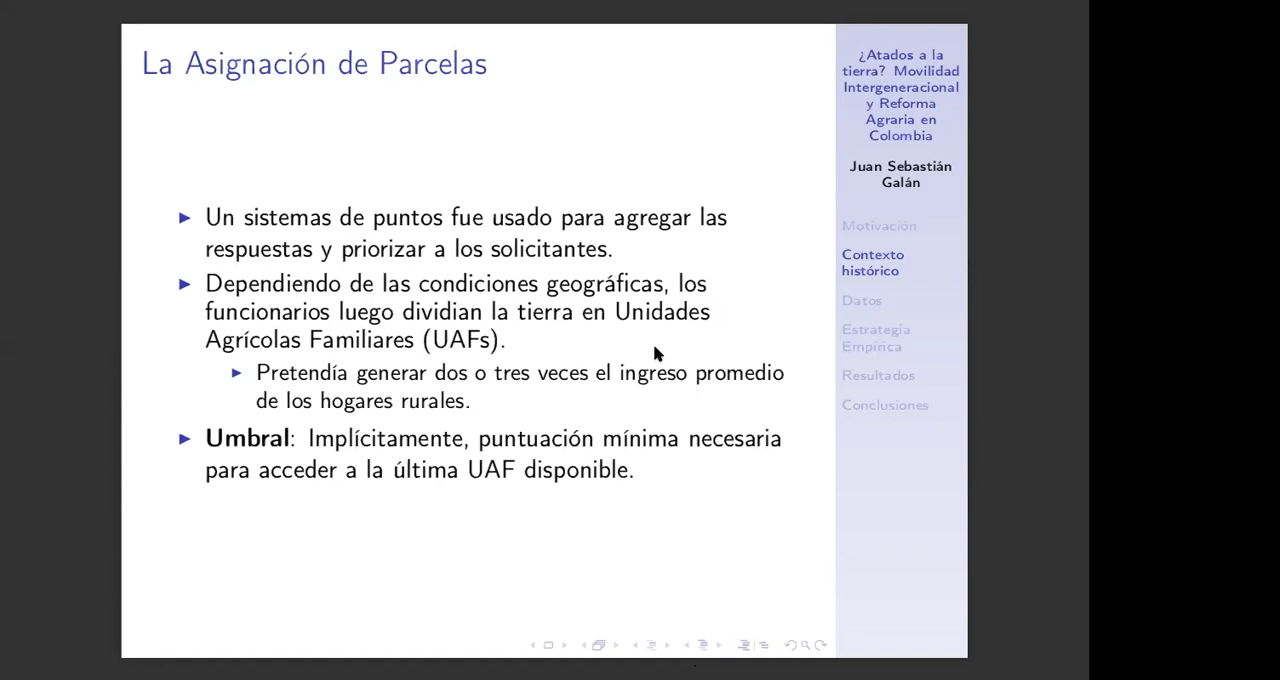 La Asignación de Parcelas
Un sistemas de puntos fue usado para agregar las
respuestas y priorizar a los solicitantes.
Dependiendo de las condiciones geográficas, los
funcionarios luego dividian la tierra en Unidades
Agrícolas Familiares (UAFs).
Pretendía generar dos o tres veces el ingreso promedio
de los hogares rurales.
Umbral: Implícitamente, puntuación mínima necesaria
para acceder a la última UAF disponible.
¿Atados a la
tierra? Movilidad
Intergeneracional
y Reforma
Agraria en
Colombia
Juan Sebastián
Galán
Motivación
Contexto
histórico
Datos
Estrategia
Empírica
Resultados
Conclusiones